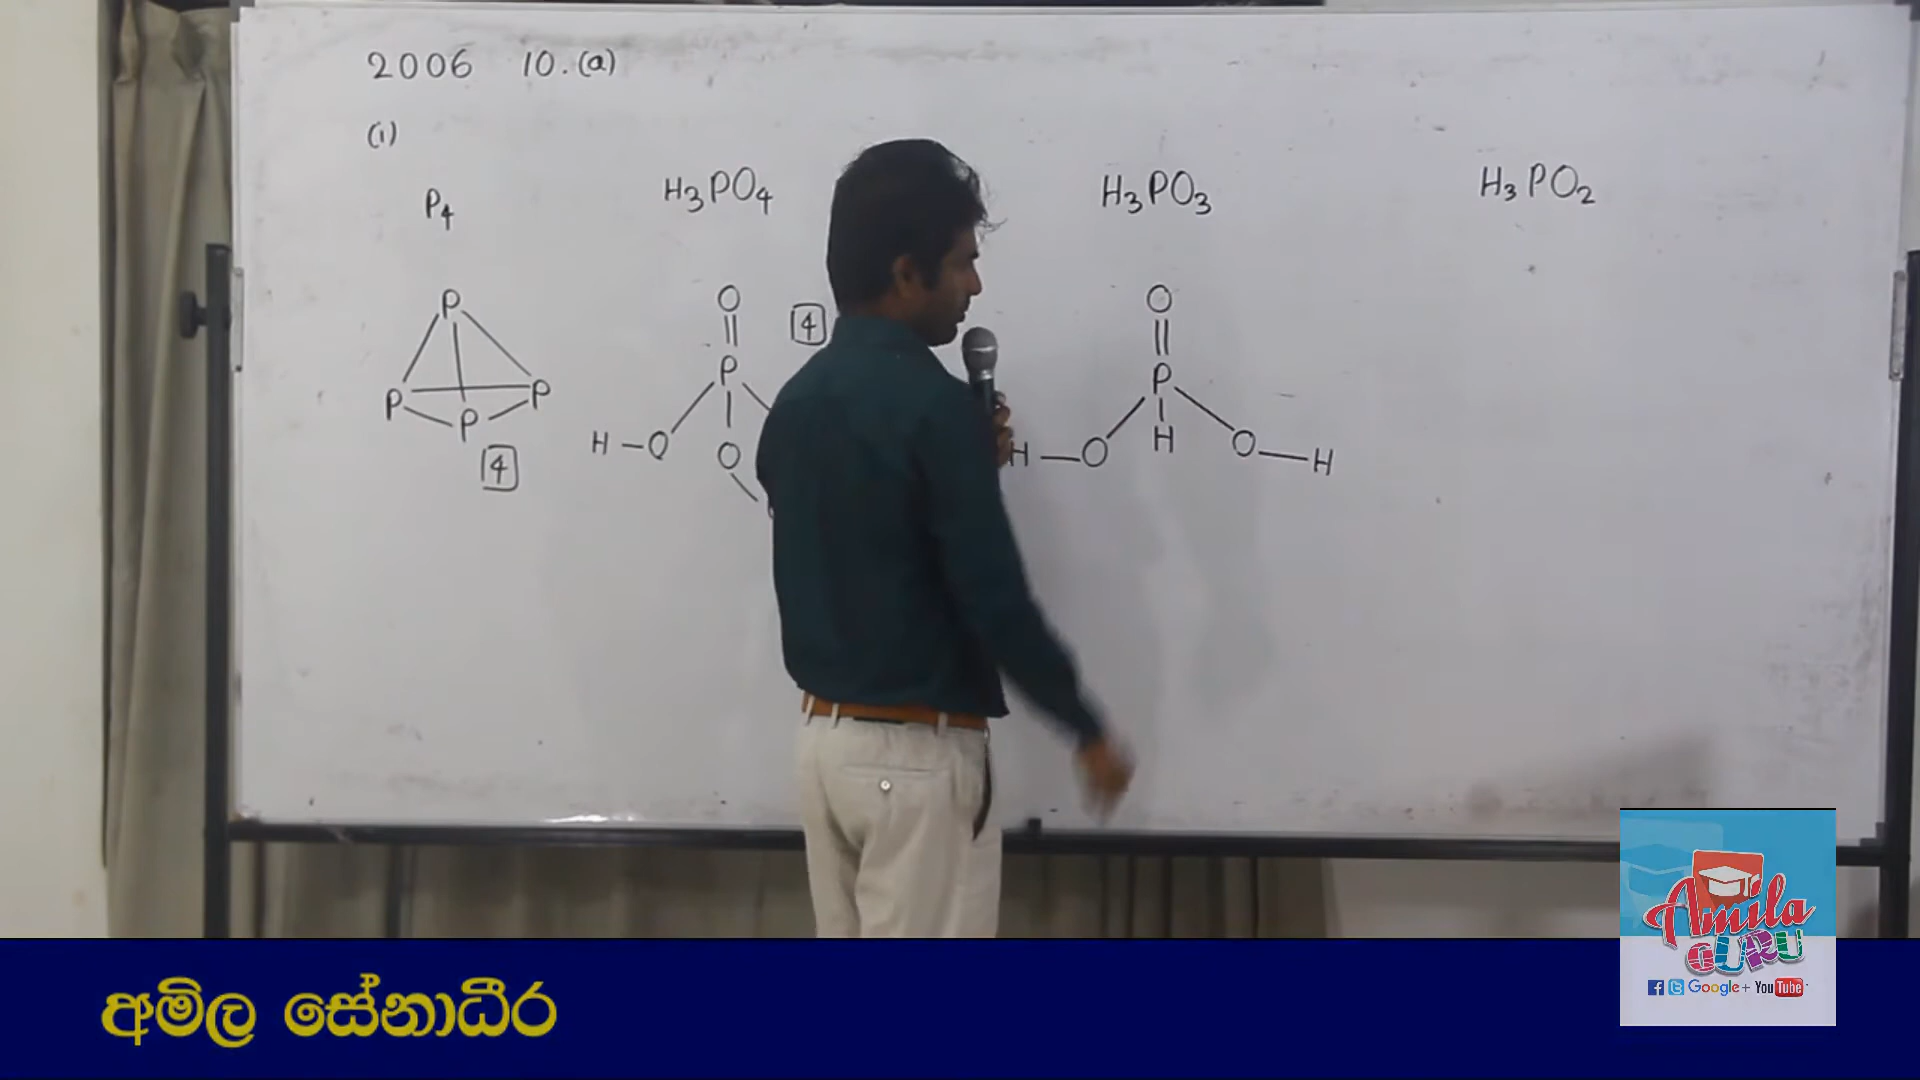 2006 10.(a)
(i)
P4
H3PO4
H3PO3
H3PO2
P
P
P
P
4
O
P
4
H
O
O
O
P
H
H
O
O
H
අමිල සේනාධීර
Amila
GURU
Google+ YouTube